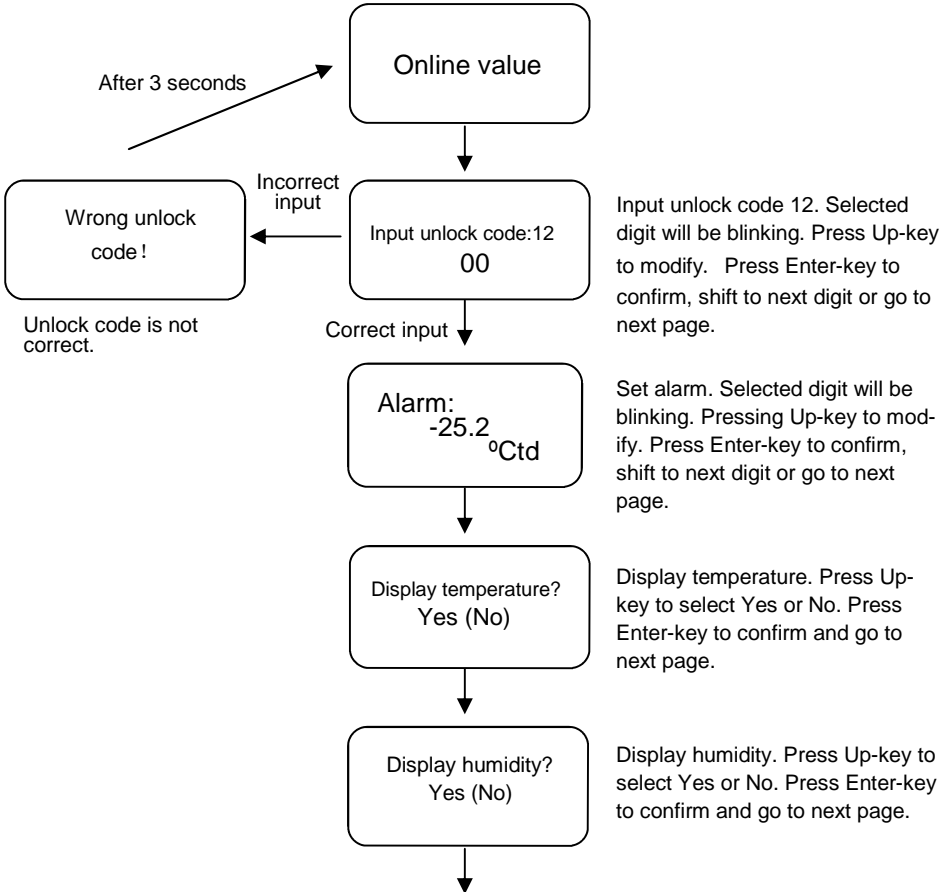 Online value
After 3 seconds
Incorrect
input
Wrong unlock
code！
Unlock code is not
correct.
Input unlock code:12
00
Input unlock code 12. Selected
digit will be blinking. Press Up-key
to modify. Press Enter-key to
confirm, shift to next digit or go to
next page.
Correct input
Alarm:
-25.2
ºCtd
Set alarm. Selected digit will be
blinking. Pressing Up-key to mod-
ify. Press Enter-key to confirm,
shift to next digit or go to next
page.
Display temperature?
Yes (No)
Display temperature. Press Up-
key to select Yes or No. Press
Enter-key to confirm and go to
next page.
Display humidity?
Yes (No)
Display humidity. Press Up-key to
select Yes or No. Press Enter-key
to confirm and go to next page.